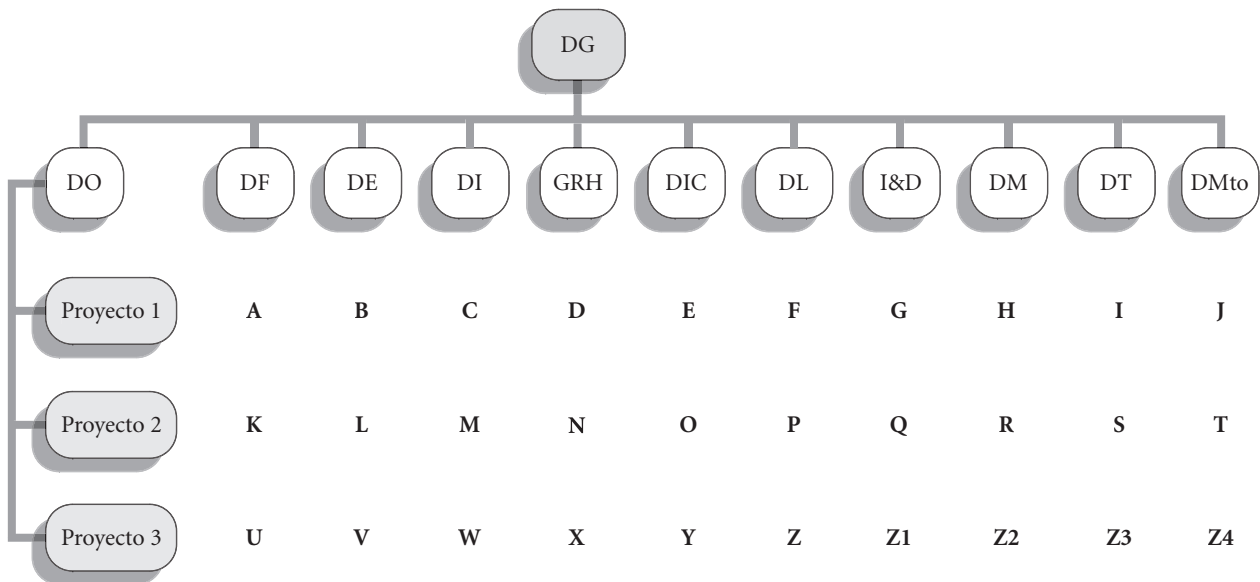 DG
DO DF DE DI GRH DIC DL I&D DM DT DMto
Proyecto 1 A B C D E F G H I J
Proyecto 2 K L M N O P Q R S T
Proyecto 3 U V W X Y Z Z1 Z2 Z3 Z4